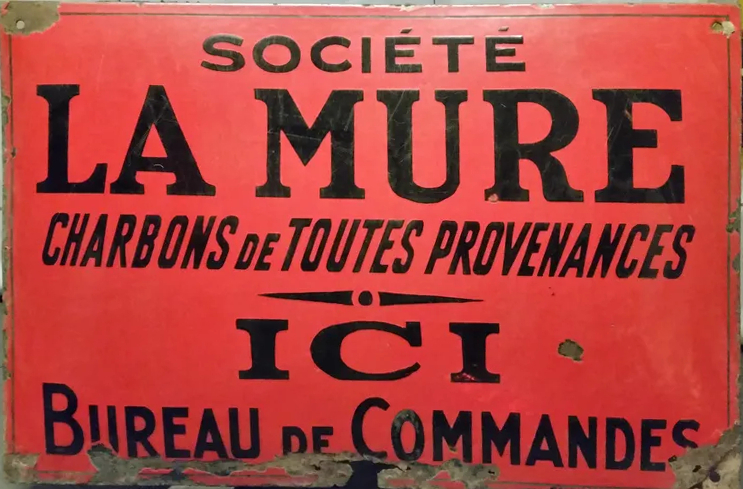 SOCIÉTÉ
LA MURE
CHARBONS DE TOUTES PROVENANCES
ICI
BUREAU DE COMMANDES